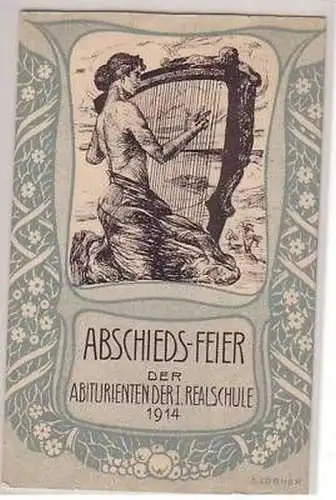 ABSCHIEDS-FEIER
DER
ABITURIENTEN DER I. REALSCHULE
1914